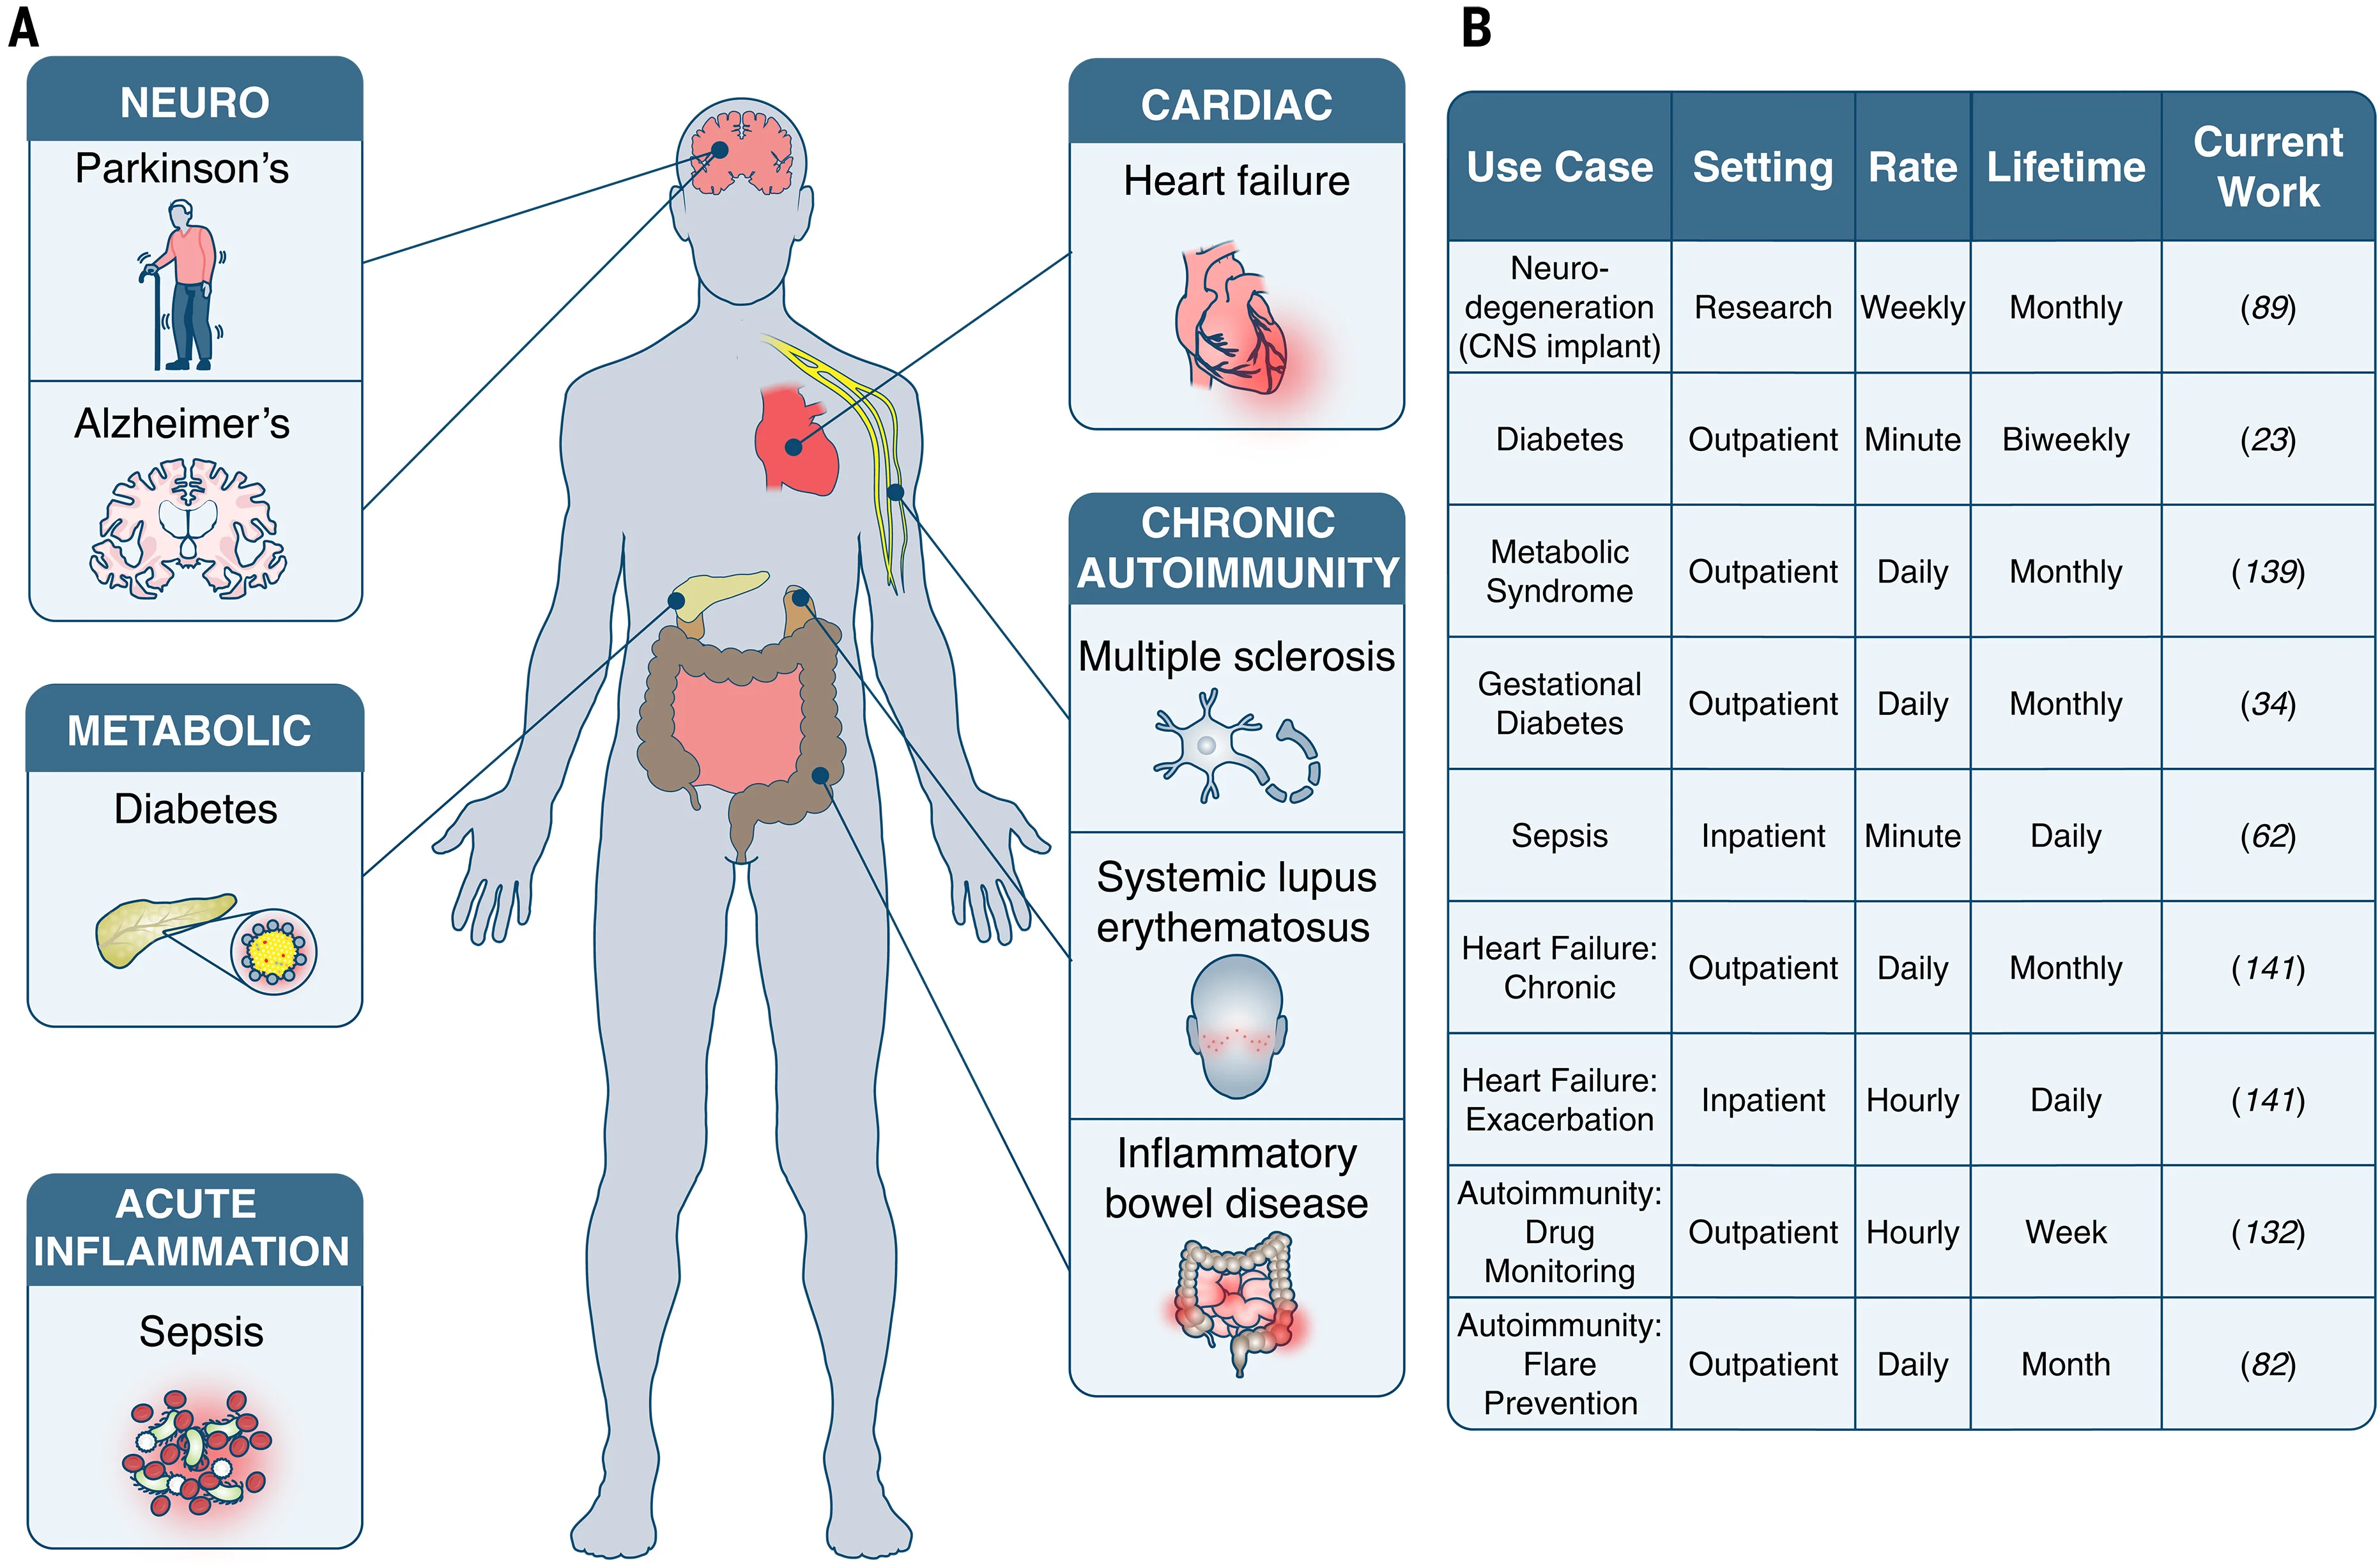 A
NEURO
Parkinson’s
Alzheimer’s
METABOLIC
Diabetes
ACUTE
INFLAMMATION
Sepsis
CARDIAC
Heart failure
CHRONIC
AUTOIMMUNITY
Multiple sclerosis
Systemic lupus
erythematosus
Inflammatory
bowel disease
B
Use Case Setting Rate Lifetime Current
Work
Neuro-
degeneration
(CNS implant) Research Weekly Monthly (89)
Diabetes Outpatient Minute Biweekly (23)
Metabolic
Syndrome Outpatient Daily Monthly (139)
Gestational
Diabetes Outpatient Daily Monthly (34)
Sepsis Inpatient Minute Daily (62)
Heart Failure:
Chronic Outpatient Daily Monthly (141)
Heart Failure:
Exacerbation Inpatient Hourly Daily (141)
Autoimmunity:
Drug
Monitoring Outpatient Hourly Week (132)
Autoimmunity:
Flare
Prevention Outpatient Daily Month (82)